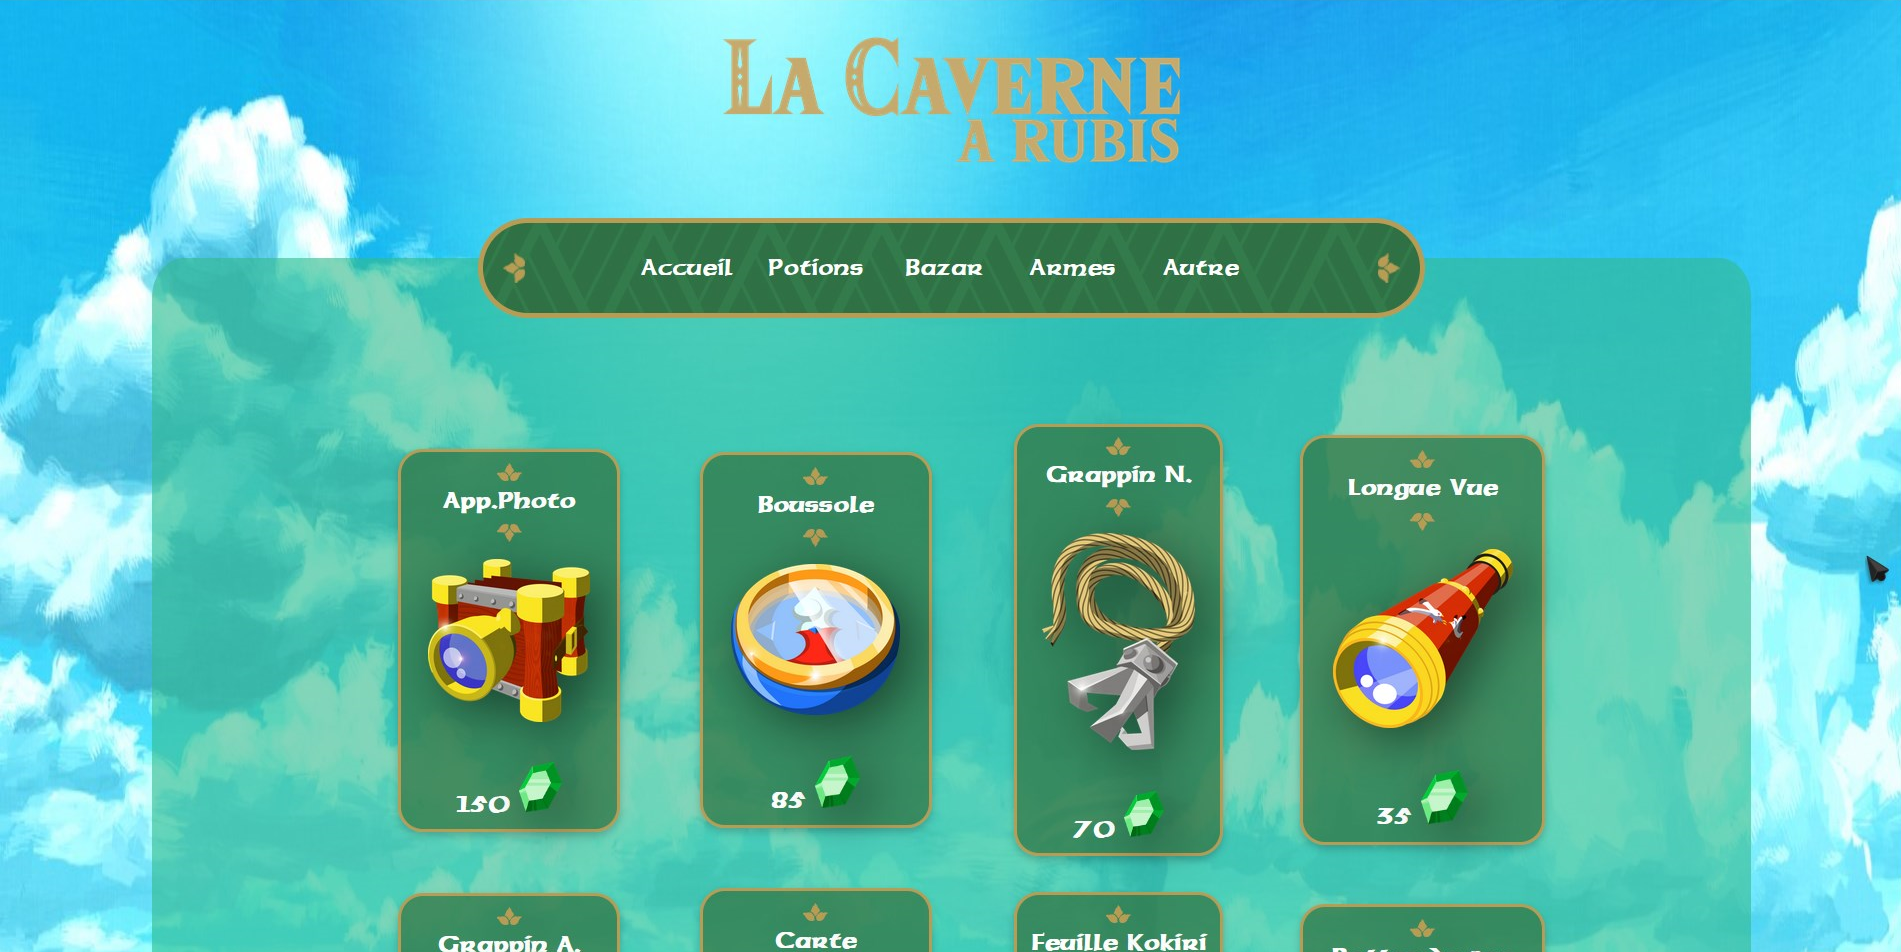 La Caverne
A RUBIS
Accueil Potions Bazar Armes Autre
App.Photo
150
Boussole
85
Grappin N.
70
Longue Vue
35
Grappin A.
Carte
Feuille Kokiri